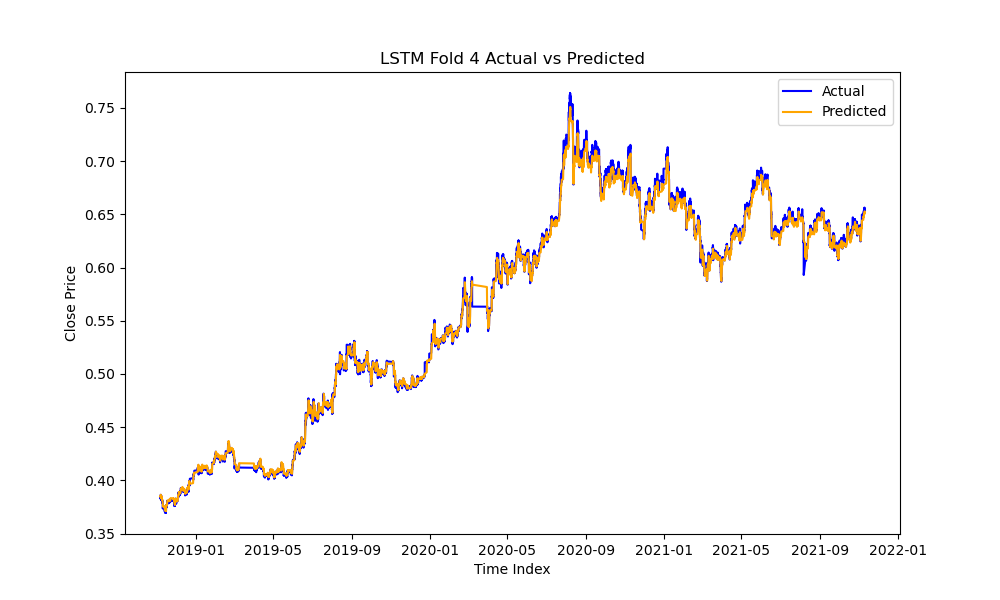 LSTM Fold 4 Actual vs Predicted
Actual
Predicted
Close Price
0.75
0.70
0.65
0.60
0.55
0.50
0.45
0.40
0.35
2019-01 2019-05 2019-09 2020-01 2020-05 2020-09 2021-01 2021-05 2021-09 2022-01
Time Index